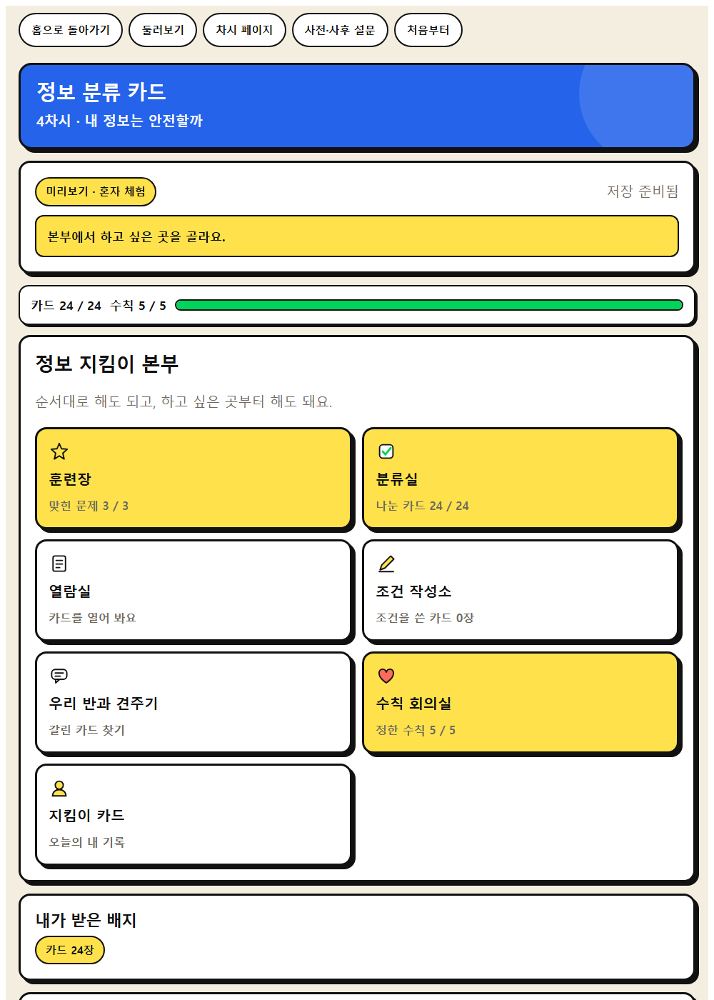 홈으로 돌아가기 둘러보기 차시 페이지 사전·사후 설문 처음부터
정보 분류 카드
4차시 · 내 정보는 안전할까
미리보기 · 혼자 체험 저장 준비됨
본부에서 하고 싶은 곳을 골라요.
카드 24 / 24 수칙 5 / 5
정보 지킴이 본부
순서대로 해도 되고, 하고 싶은 곳부터 해도 돼요.
훈련장 분류실
맞힌 문제 3 / 3 나눈 카드 24 / 24
열람실 조건 작성소
카드를 열어 봐요 조건을 쓴 카드 0장
우리 반과 견주기 수칙 회의실
갈린 카드 찾기 정한 수칙 5 / 5
지킴이 카드
오늘의 내 기록
내가 받은 배지
카드 24장